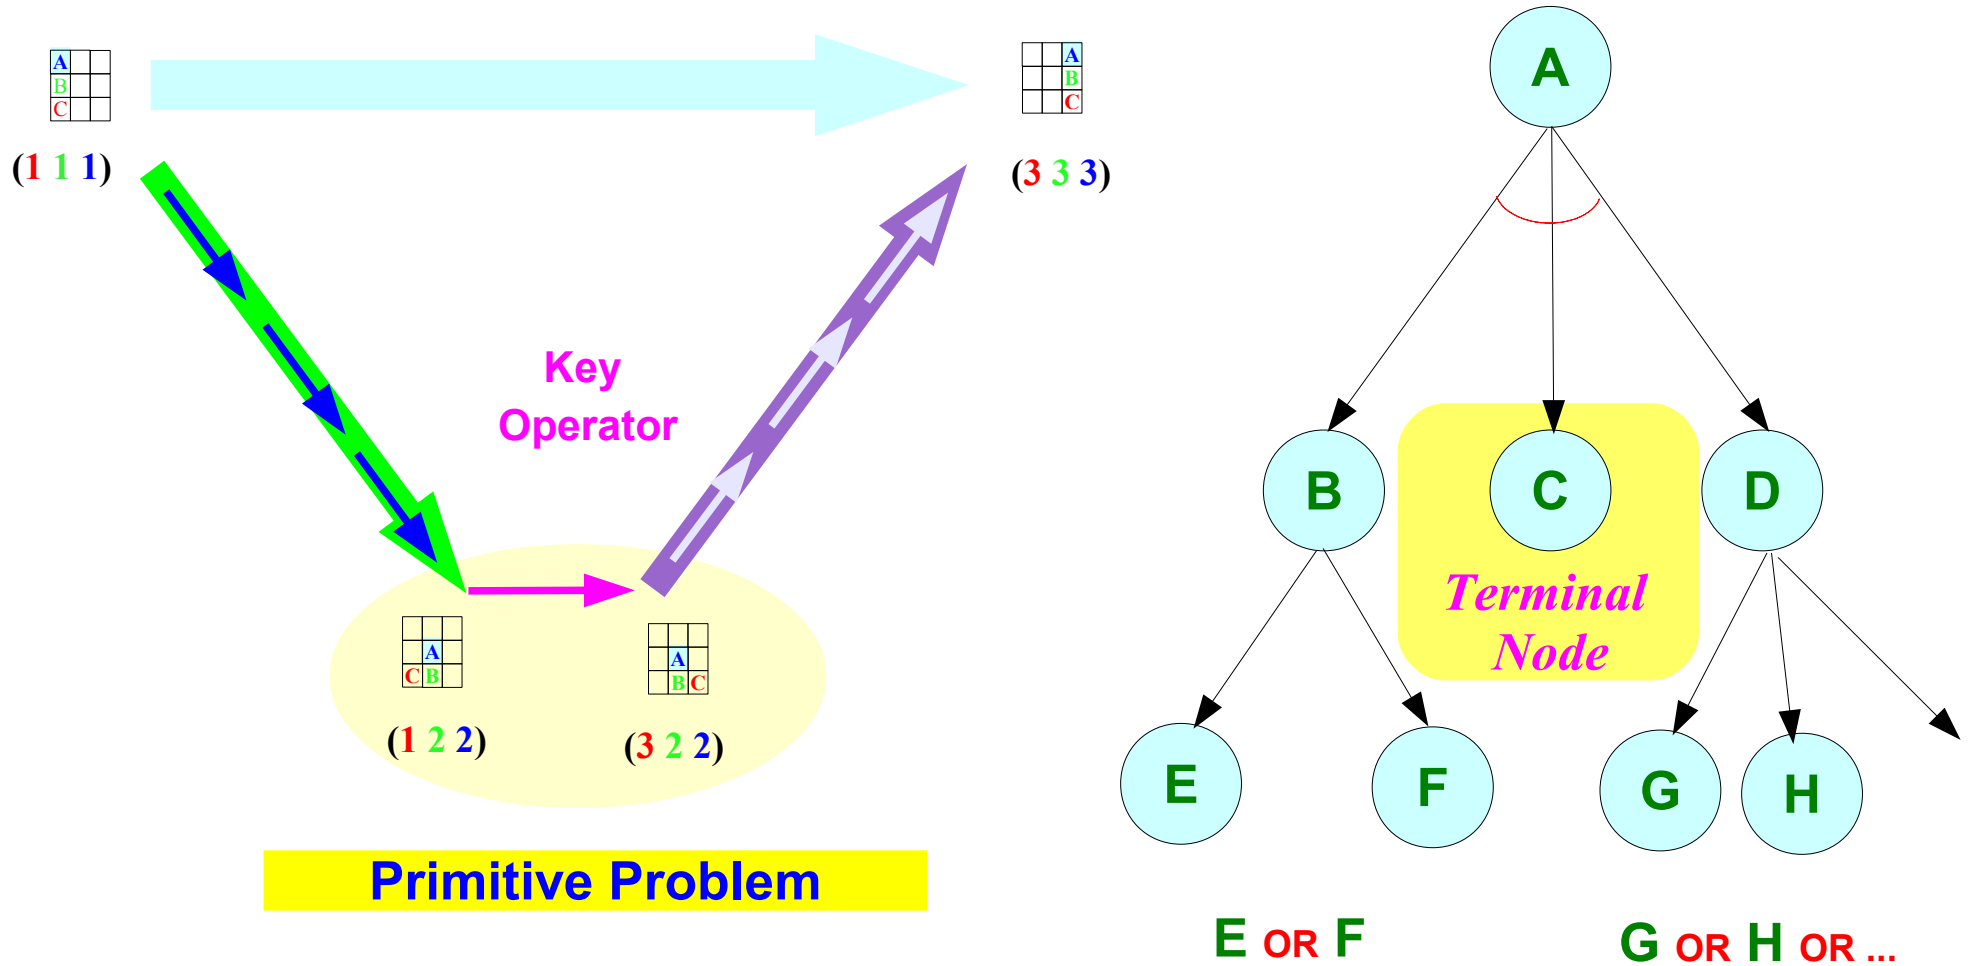 A
B
C
(1 1 1)
A
B
C
(3 3 3)
Key
Operator
A
C B
(1 2 2)
A
B C
(3 2 2)
Primitive Problem
A
B
C
D
Terminal
Node
E
F
G
H
E OR F
G OR H OR ...